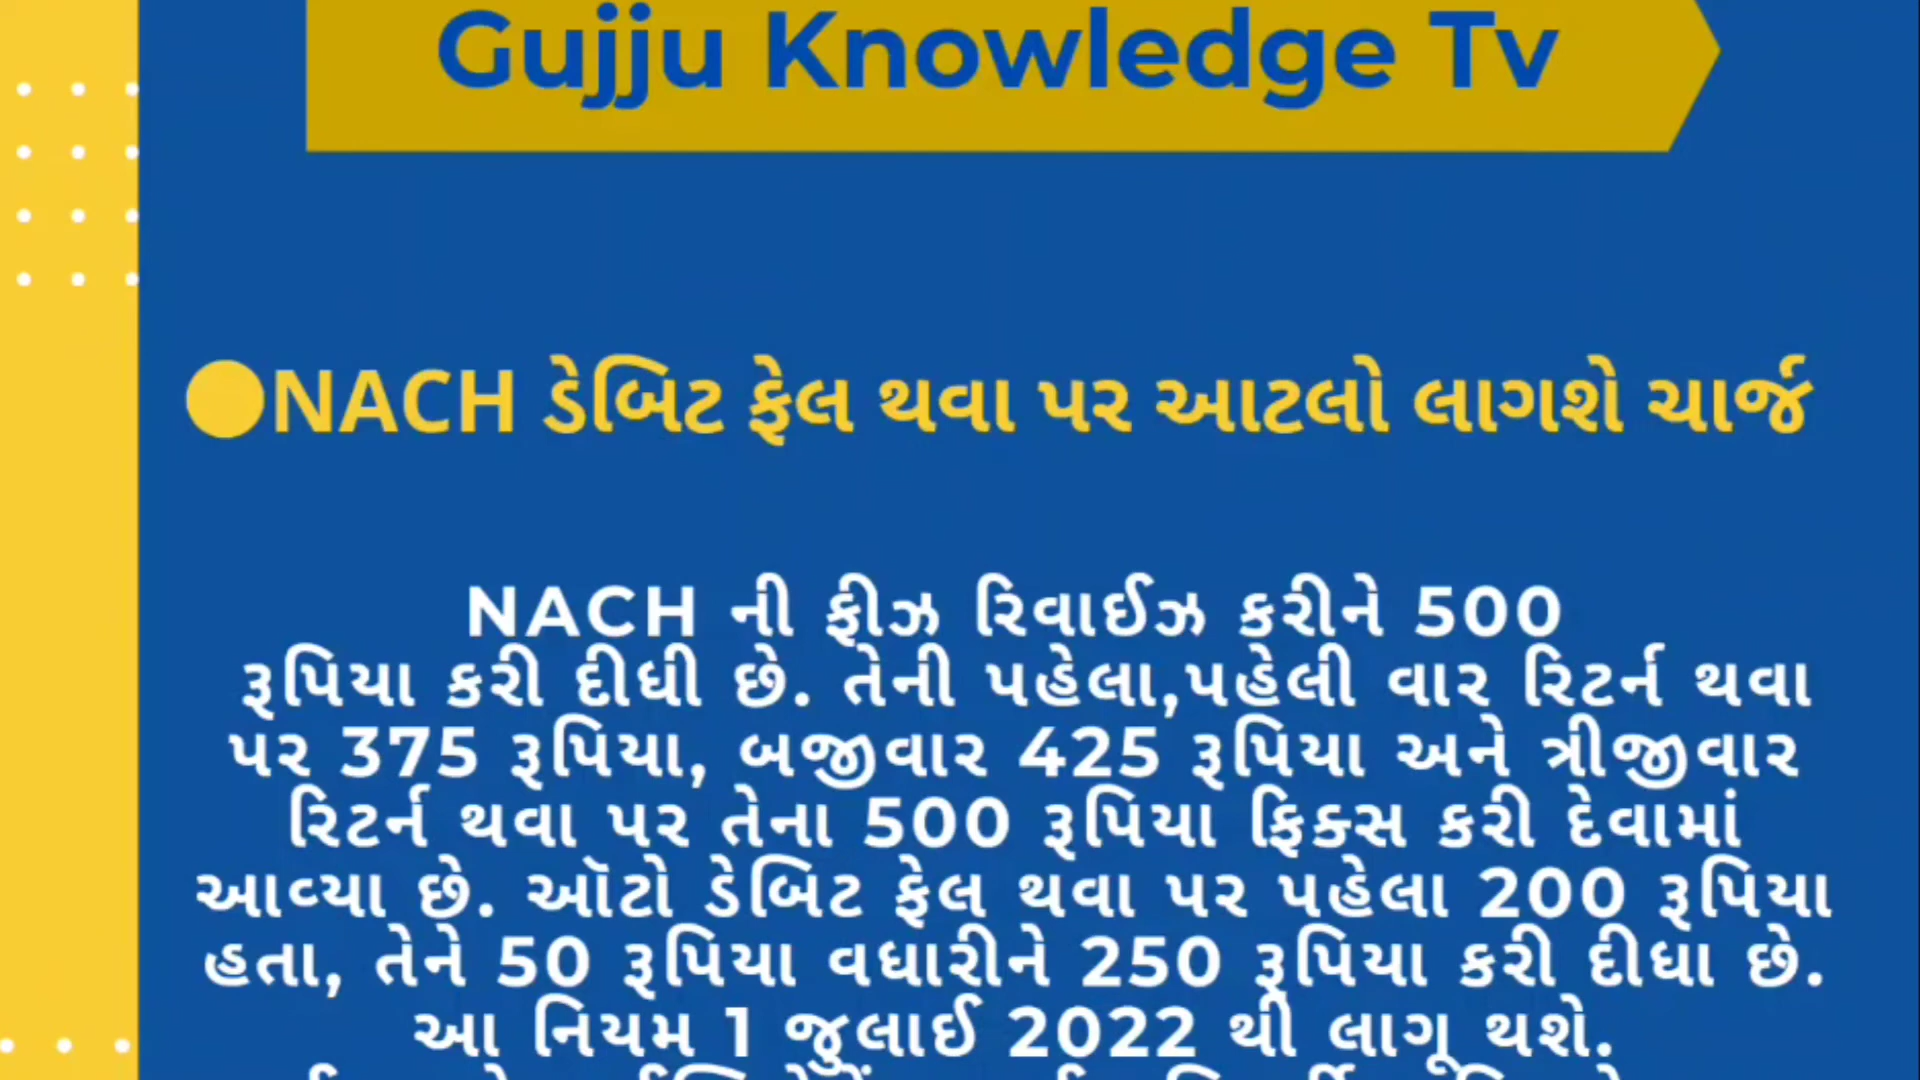 Gujju Knowledge Tv
NACH ડેબિટ ફેલ થવા પર આટલો લાગશે ચાર્જ
NACH ની ફીઝ રિવાઈઝ કરીને 500
રૂપિયા કરી દીધી છે. તેની પહેલા,પહેલી વાર રિટર્ન થવા
પર 375 રૂપિયા, બજીવાર 425 રૂપિયા અને ત્રીજીવાર
રિટર્ન થવા પર તેના 500 રૂપિયા ફિક્સ કરી દેવામાં
આવ્યા છે. ઑટો ડેબિટ ફેલ થવા પર પહેલા 200 રૂપિયા
હતા, તેને 50 રૂપિયા વધારીને 250 રૂપિયા કરી દીધા છે.
આ નિયમ 1 જુલાઈ 2022 થી લાગૂ થશે.